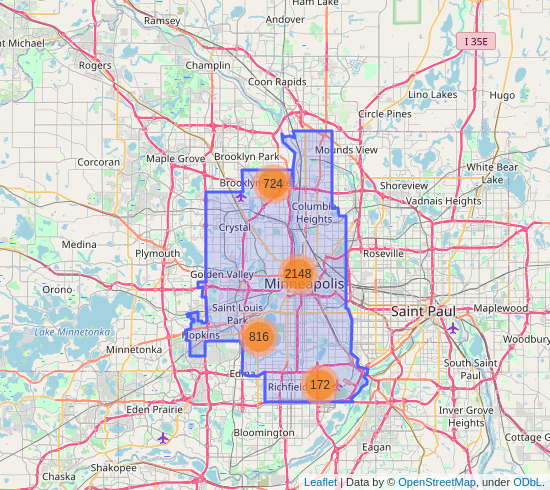 Ham Lake
Ramsey
Andover
nt Michael
I 35E
Rogers
Champlin
Coon Rapids
Lino Lakes
Hugo
Circle Pines
Corcoran
Maple Grove
Brooklyn Park
Mounds View
White Bear
Lake
Shoreview
724
Vadnais Heights
Columbia
Heights
Crystal
Medina
Plymouth
Roseville
Golden Valley
2148
Minneapolis
Orono
Saint Louis
Park
Saint Paul
Maplewood
Lake Minnetonka
Hopkins
816
Woodbury
Minnetonka
Edina
South Saint
Paul
Richfield
172
Eden Prairie
Inver Grove
Heights
Bloomington
Cottage G
Eagan
Shakopee
Chaska
Leaflet | Data by © OpenStreetMap, under ODbL.